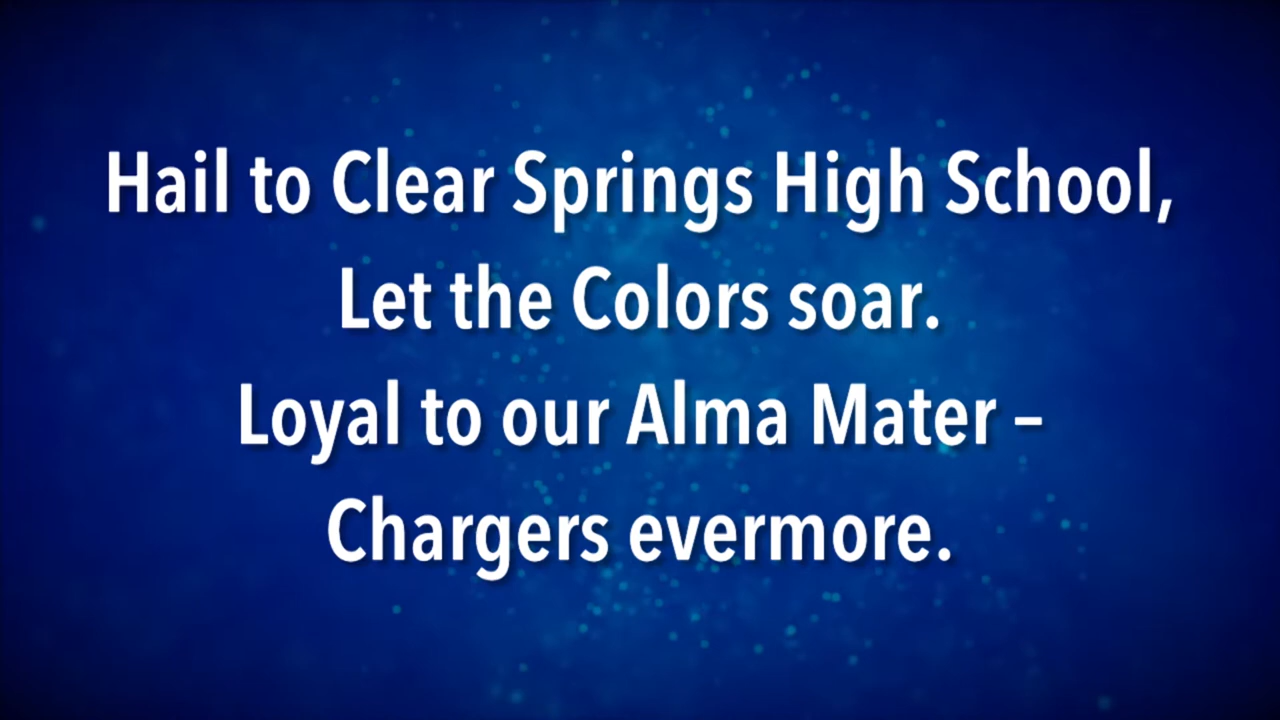 Hail to Clear Springs High School,
Let the Colors soar.
Loyal to our Alma Mater –
Chargers evermore.